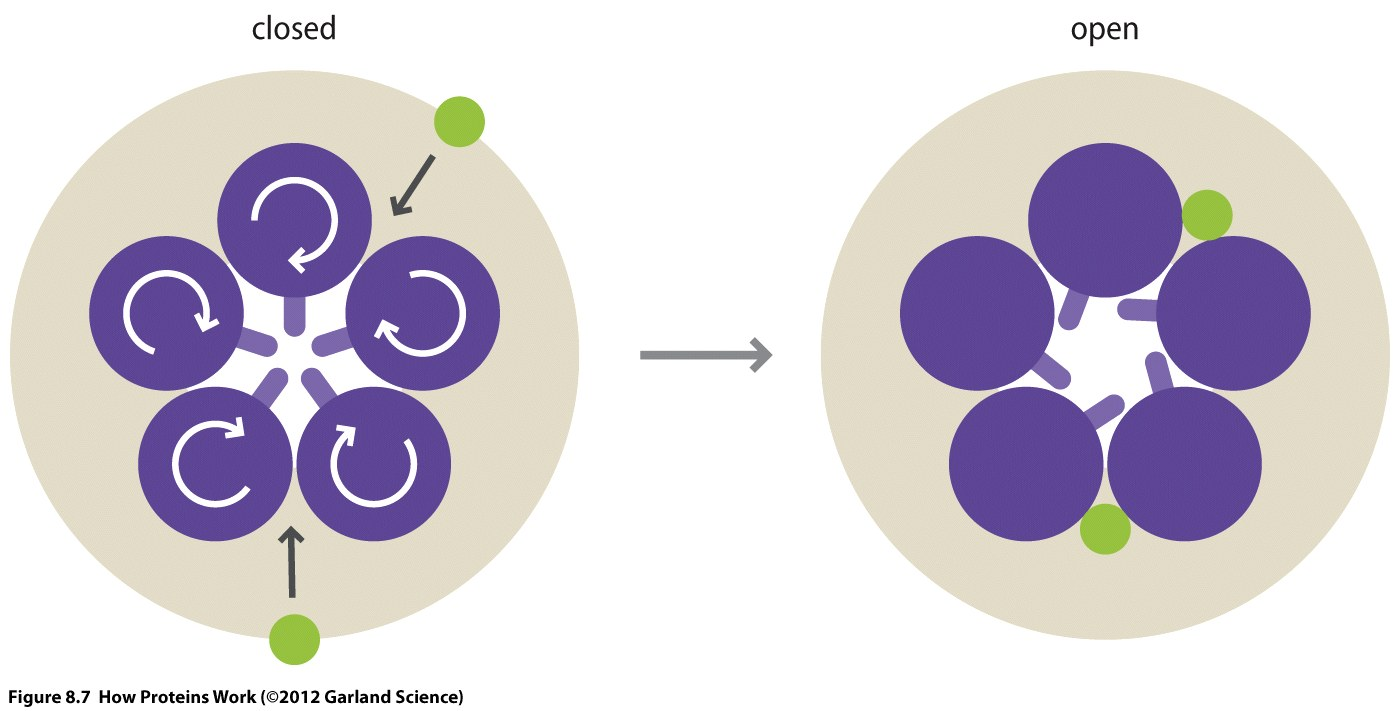 closed
open
Figure 8.7 How Proteins Work (©2012 Garland Science)